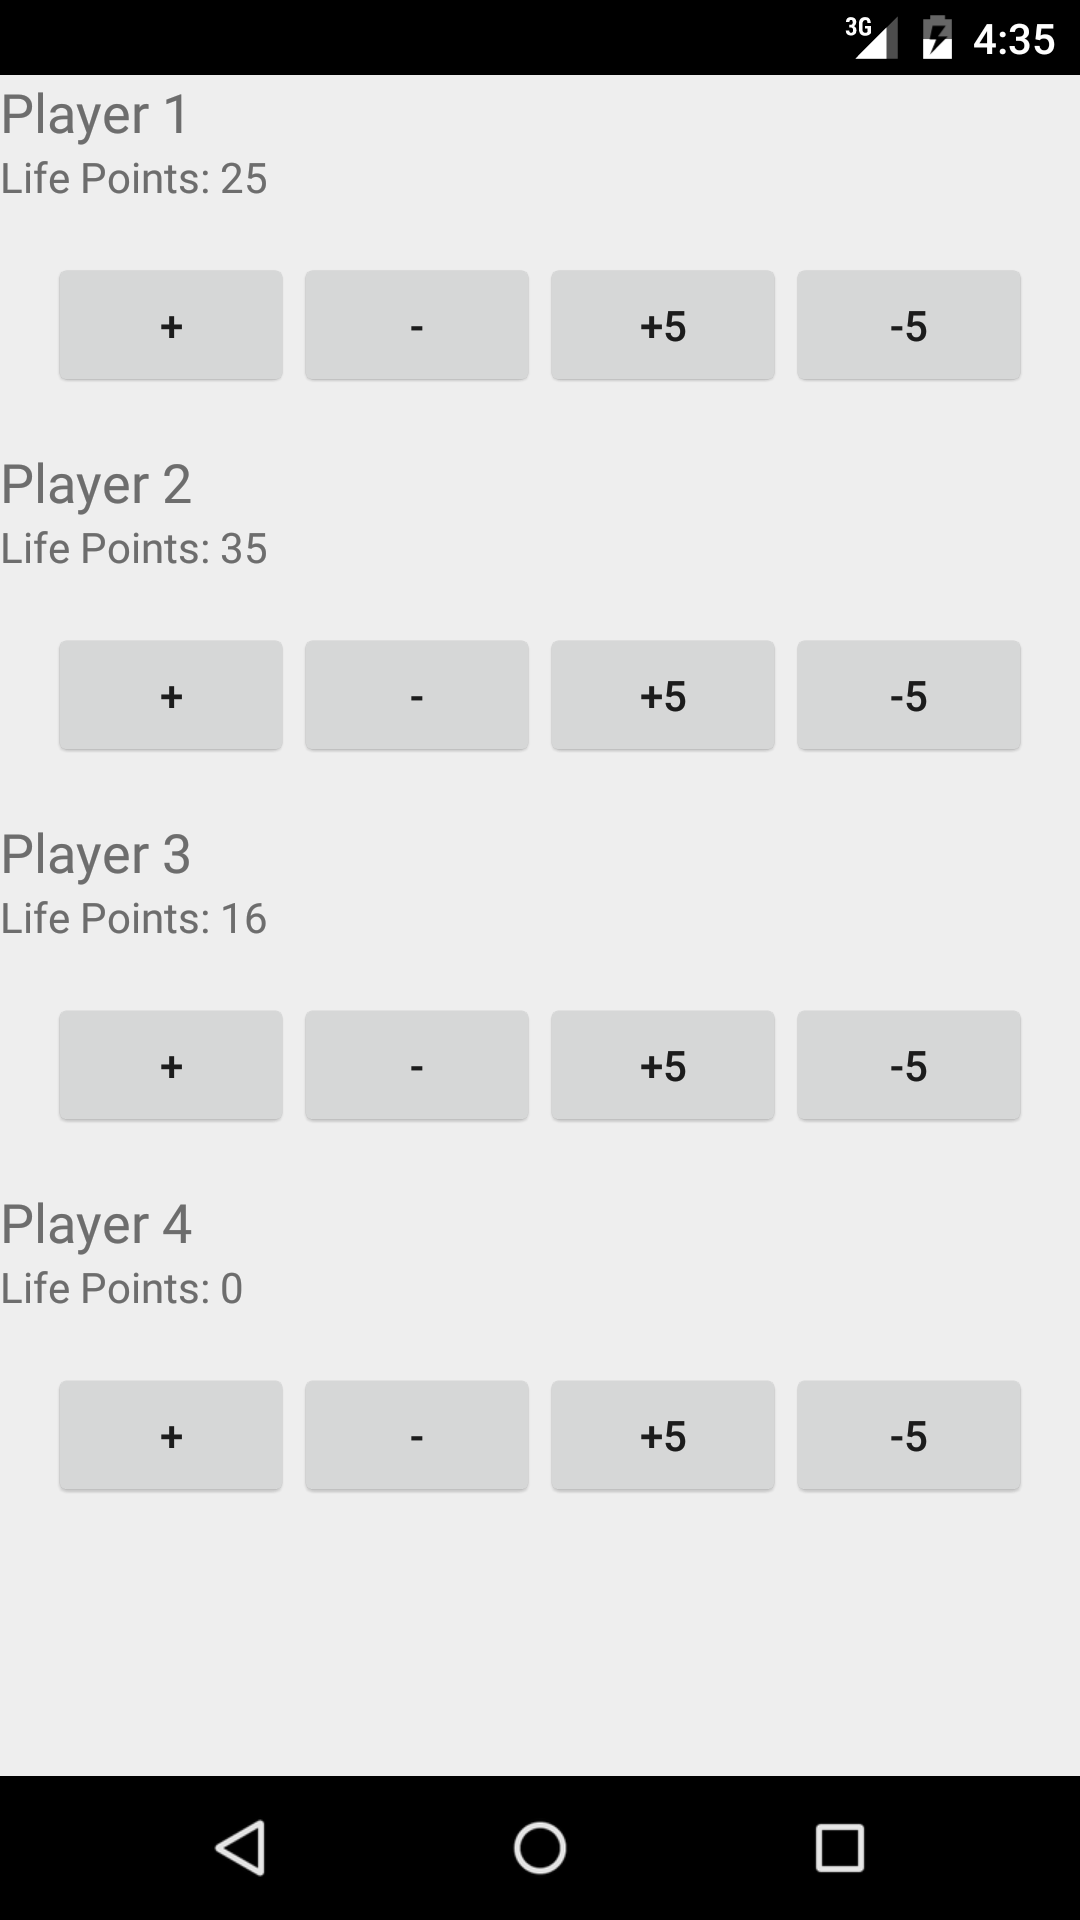 3G 4:35
Player 1
Life Points: 25
+ - +5 -5
Player 2
Life Points: 35
+ - +5 -5
Player 3
Life Points: 16
+ - +5 -5
Player 4
Life Points: 0
+ - +5 -5